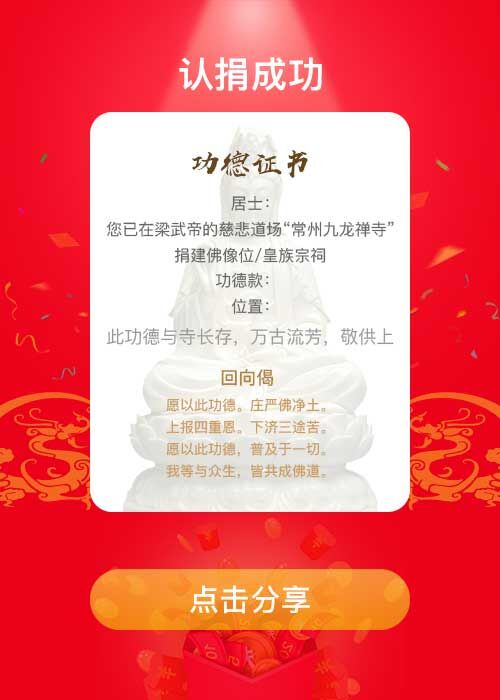 认捐成功
功德证书
居士：
您已在梁武帝的慈悲道场“常州九龙禅寺”
捐建佛像位/皇族宗祠
功德款：
位置：
此功德与寺长存，万古流芳，敬供上
回向偈
愿以此功德。庄严佛净土。
上报四重恩。下济三途苦。
愿以此功德，普及于一切。
我等与众生，皆共成佛道。
点击分享